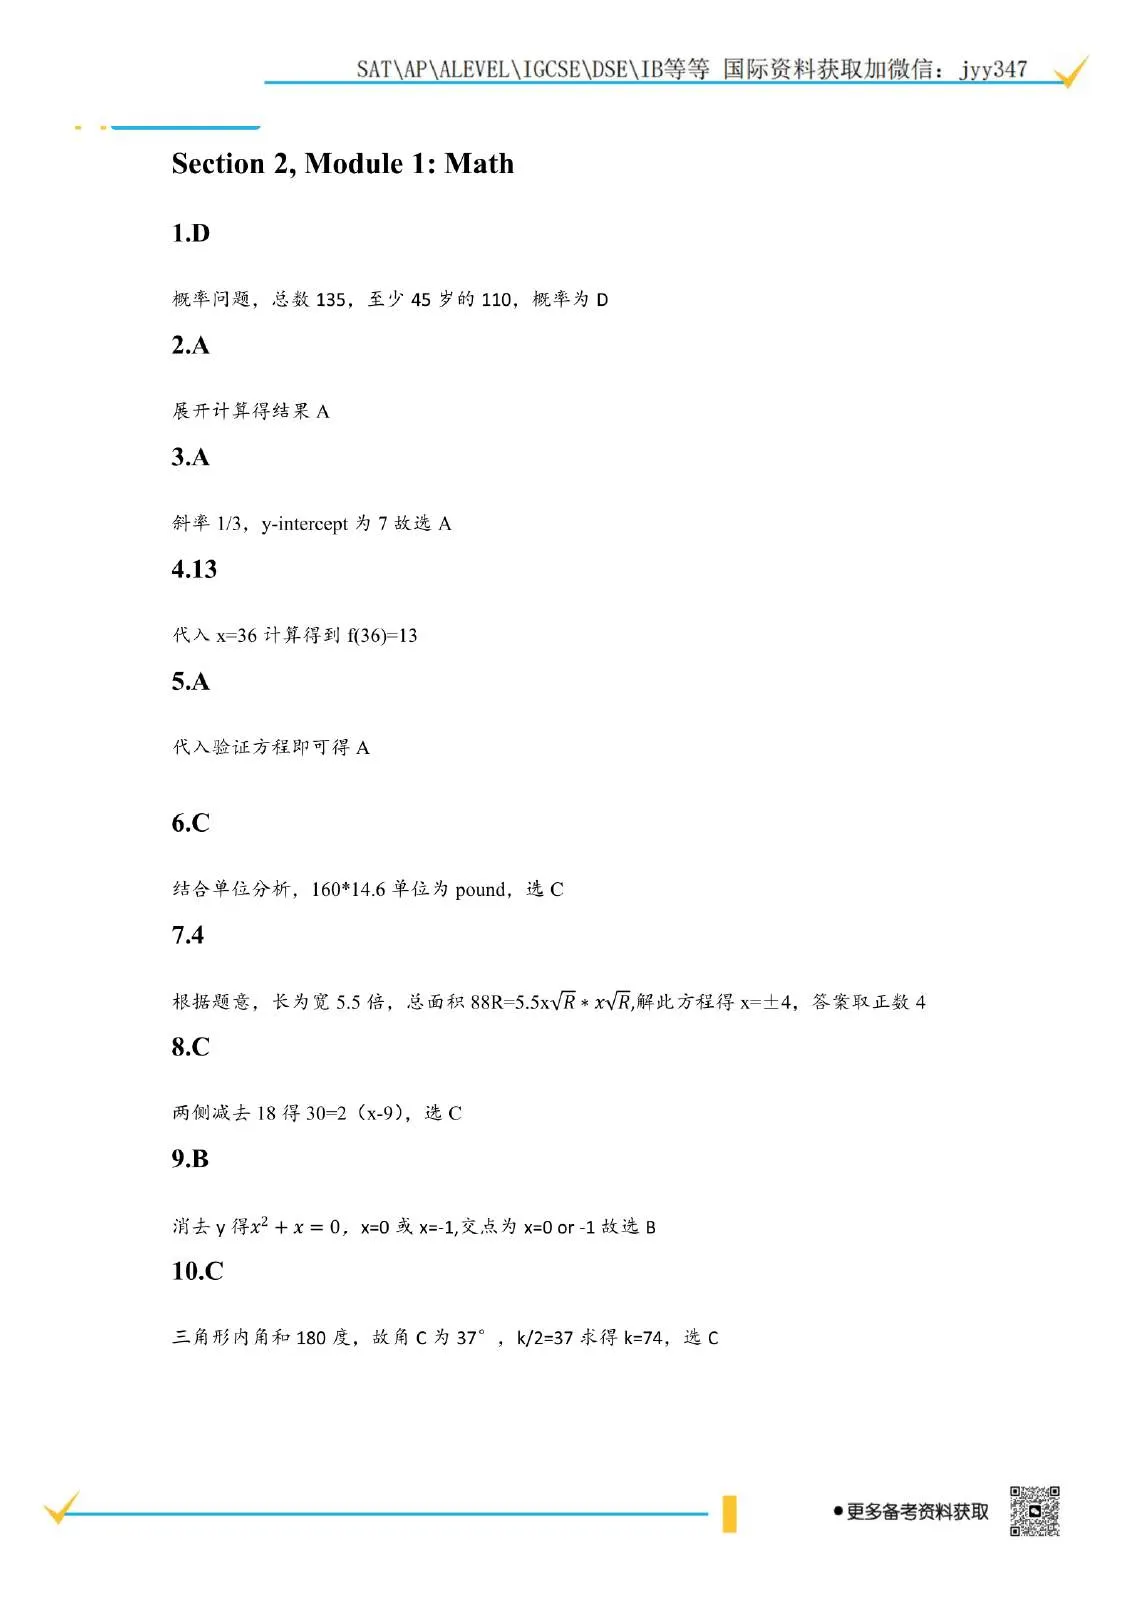 SAT\AP\ALEVEL\IGCSE\DSE\IB等等 国际资料获取加微信：jyy347
Section 2, Module 1: Math
1.D
概率问题，总数 135，至少 45 岁的 110，概率为 D
2.A
展开计算得结果 A
3.A
斜率 1/3，y-intercept 为 7 故选 A
4.13
代入 x=36 计算得到 f(36)=13
5.A
代入验证方程即可得 A
6.C
结合单位分析，160*14.6 单位为 pound，选 C
7.4
根据题意，长为宽 5.5 倍，总面积 88R=5.5x√R * x√R,解此方程得 x=±4，答案取正数 4
8.C
两侧减去 18 得 30=2（x-9），选 C
9.B
消去 y 得x² + x = 0，x=0 或 x=-1,交点为 x=0 or -1 故选 B
10.C
三角形内角和 180 度，故角 C 为 37°，k/2=37 求得 k=74，选 C
•更多备考资料获取